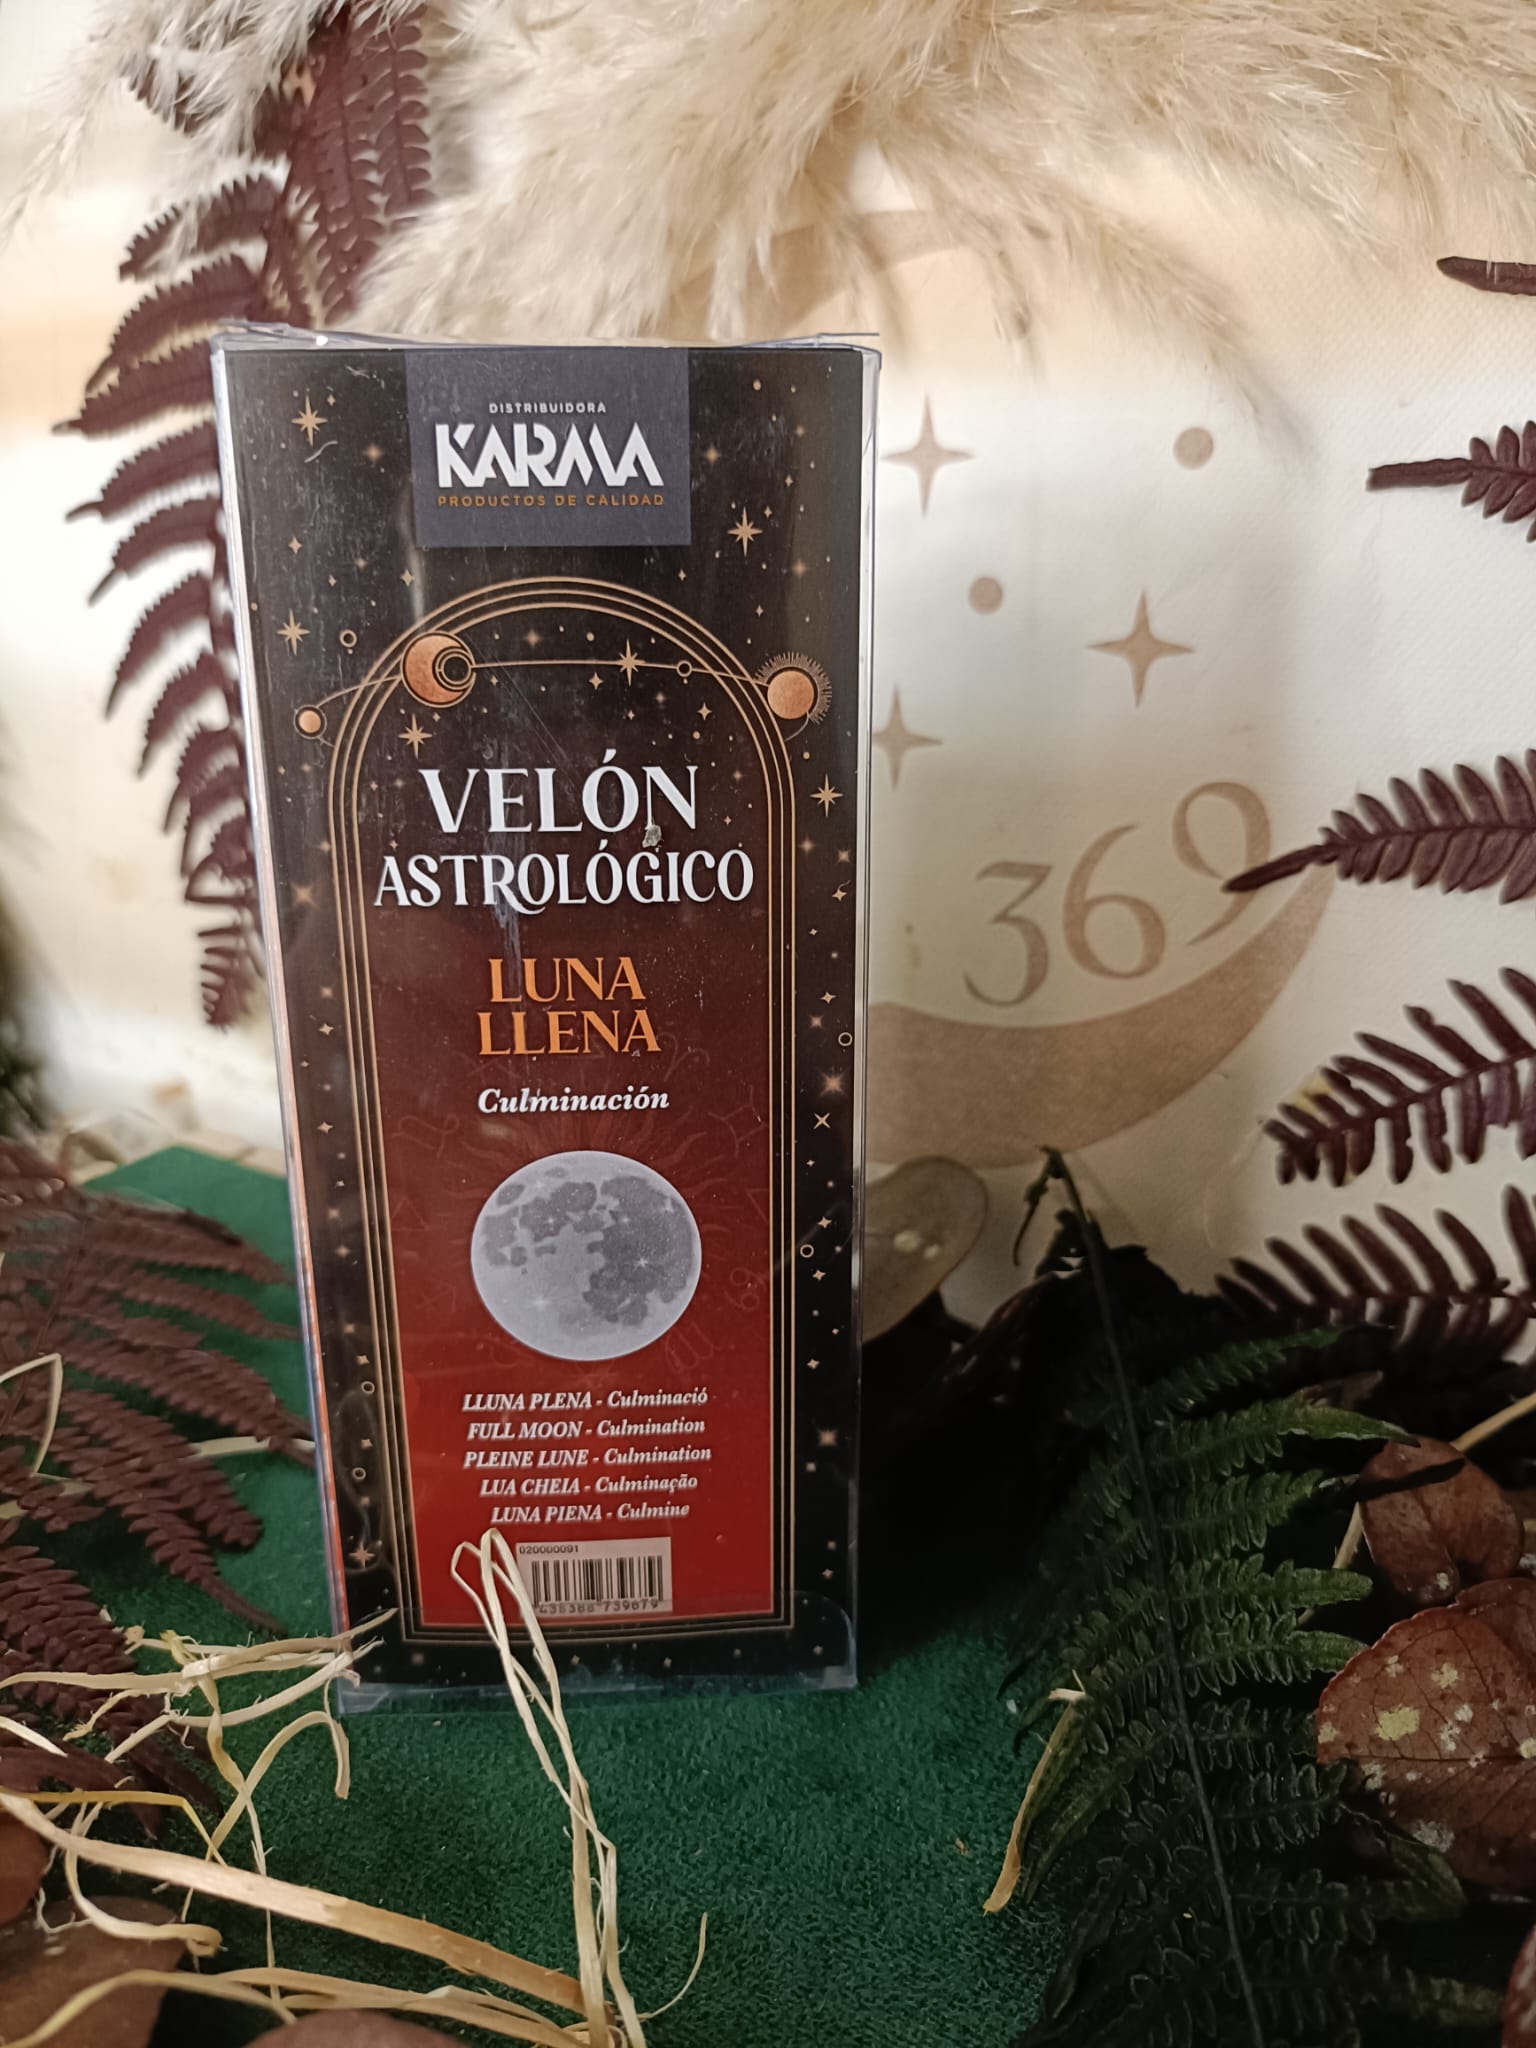 DISTRIBUIDORA
KARMA
PRODUCTOS DE CALIDAD
VELÓN
ASTROLÓGICO
LUNA
LLENA
Culminación
LLUNA PLENA - Culminació
FULL MOON - Culmination
PLEINE LUNE - Culmination
LUA CHEIA - Culminação
LUNA PIENA - Culmine
020000091
369